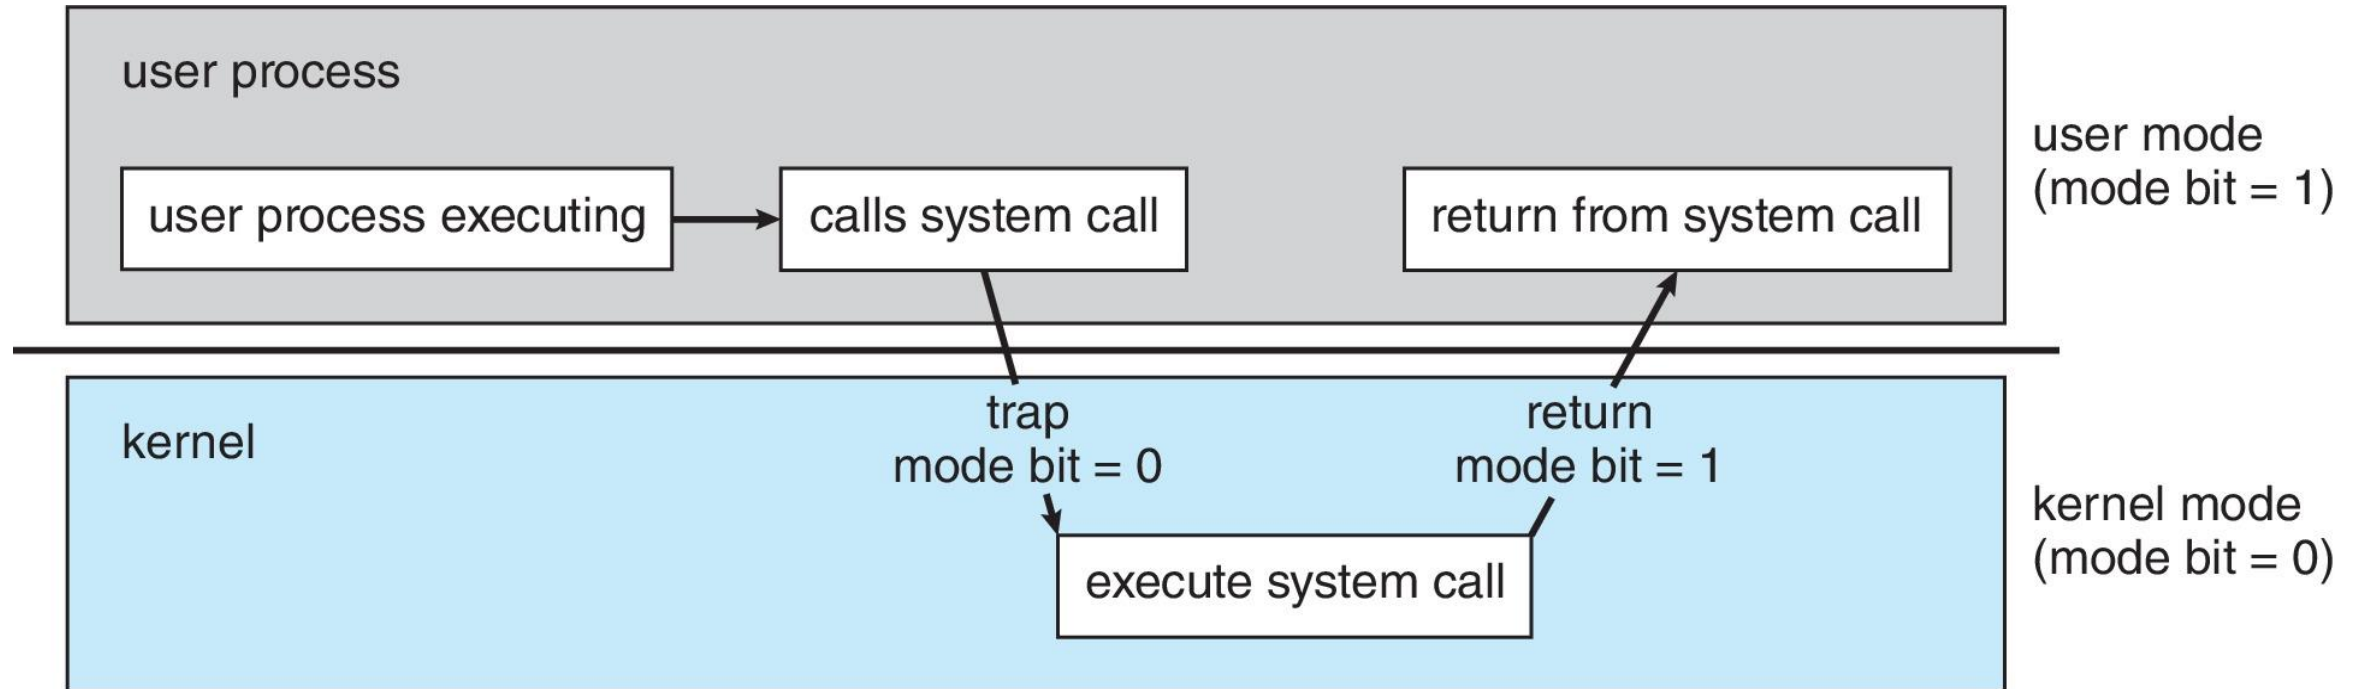 user process
user process executing
calls system call
return from system call
user mode
(mode bit = 1)
kernel
trap
mode bit = 0
return
mode bit = 1
execute system call
kernel mode
(mode bit = 0)